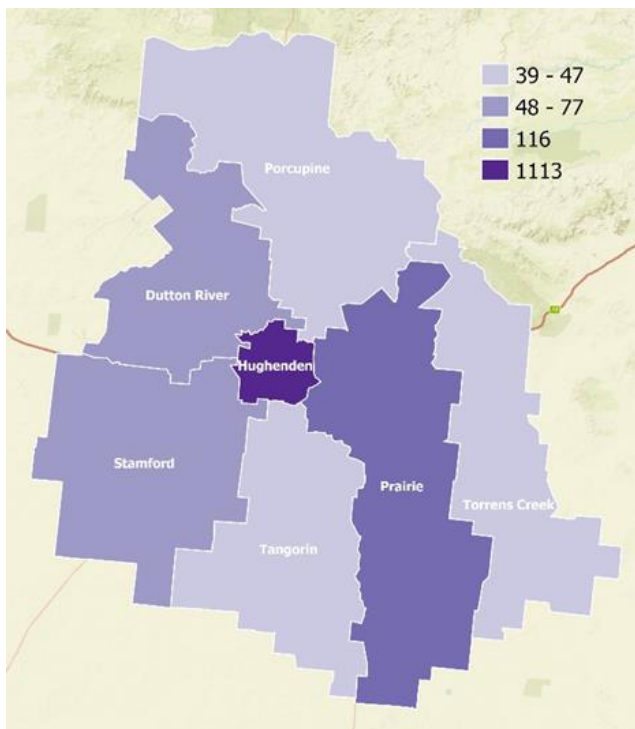 39 - 47
48 - 77
116
1113
Porcupine
Dutton River
Hughenden
Stamford
Prairie
Torrens Creek
Tangorin